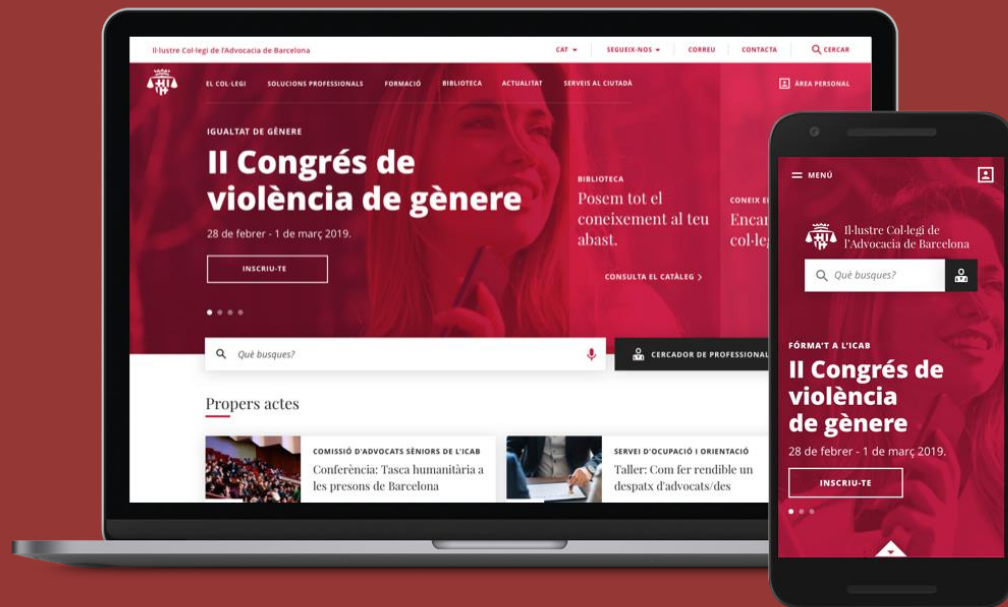 Il·lustre Col·legi de l'Advocacia de Barcelona
CAT
SEGUEIX-NOS
CORREU
CONTACTA
CERCAR
EL COL·LEGI
SOLUCIONS PROFESSIONALS
FORMACIÓ
BIBLIOTECA
ACTUALITAT
SERVEIS AL CIUTADÀ
ÀREA PERSONAL
IGUALTAT DE GÈNERE
II Congrés de
violència de gènere
28 de febrer - 1 de març 2019.
INSCRIU-TE
BIBLIOTECA
Posem tot el
coneixement al teu
abast.
CONSULTA EL CATÀLEG >
CONEIX
Què busques?
CERCADOR DE PROFESSIONAL
Propers actes
COMISSIÓ D'ADVOCATS SÈNIORS DE L'ICAB
Conferència: Tasca humanitària a
les presons de Barcelona
SERVEI D'OCUPACIÓ I ORIENTACIÓ
Taller: Com fer rendible un
despatx d'advocats/des
MENÚ
Il·lustre Col·legi de
l'Advocacia de Barcelona
Què busques?
FÓRMA'T A L'ICAB
II Congrés de
violència
de gènere
28 de febrer - 1 de març 2019.
INSCRIU-TE